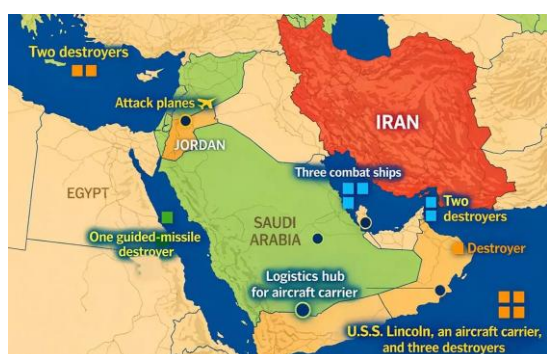 Two destroyers
Attack planes
IRAN
JORDAN
Three combat ships
EGYPT
Two
destroyers
SAUDI
ARABIA
One guided-missile
destroyer
Destroyer
Logistics hub
for aircraft carrier
U.S.S. Lincoln, an aircraft carrier,
and three destroyers